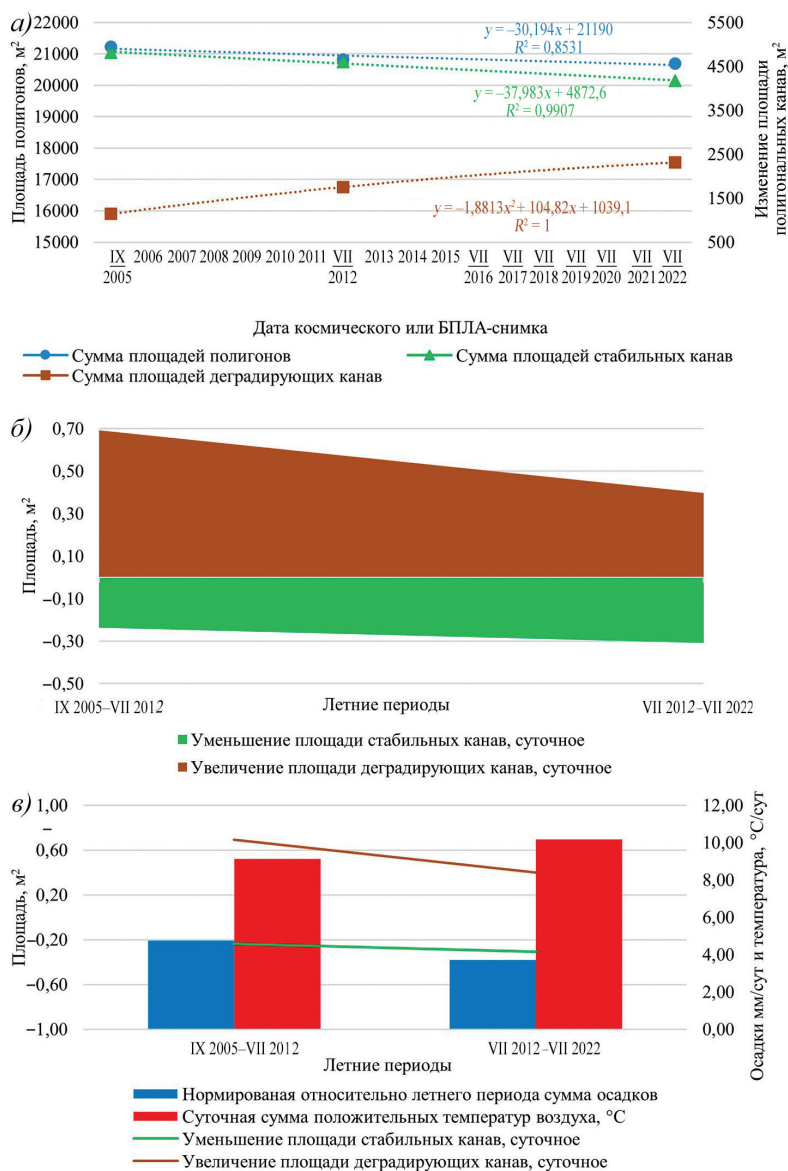 а)
Площадь полигонов, м²
22000
21000
20000
19000
18000
17000
16000
15000
y = –30,194x + 21190
R² = 0,8531
y = –37,983x + 4872,6
R² = 0,9907
y = –1,8813x² + 104,82x + 1039,1
R² = 1
5500
4500
3500
2500
1500
500
Изменение площади
полигональных канав, м²
IX 2005 2006 2007 2008 2009 2010 2011 VII 2012 2013 2014 2015 VII 2016 VII 2017 VII 2018 VII 2019 VII 2020 VII 2021 VII 2022
Дата космического или БПЛА-снимка
Сумма площадей полигонов
Сумма площадей стабильных канав
Сумма площадей деградирующих канав
б)
Площадь, м²
0,70
0,50
0,30
0,10
–0,10
–0,30
–0,50
IX 2005–VII 2012
Летние периоды
VII 2012–VII 2022
Уменьшение площади стабильных канав, суточное
Увеличение площади деградирующих канав, суточное
в)
Площадь, м²
1,00
–
0,60
0,20
–0,20
–0,60
–1,00
12,00
10,00
8,00
6,00
4,00
2,00
0,00
Осадки мм/сут и температура, °C/сут
IX 2005–VII 2012
VII 2012–VII 2022
Летние периоды
Нормированая относительно летнего периода сумма осадков
Суточная сумма положительных температур воздуха, °C
Уменьшение площади стабильных канав, суточное
Увеличение площади деградирующих канав, суточное